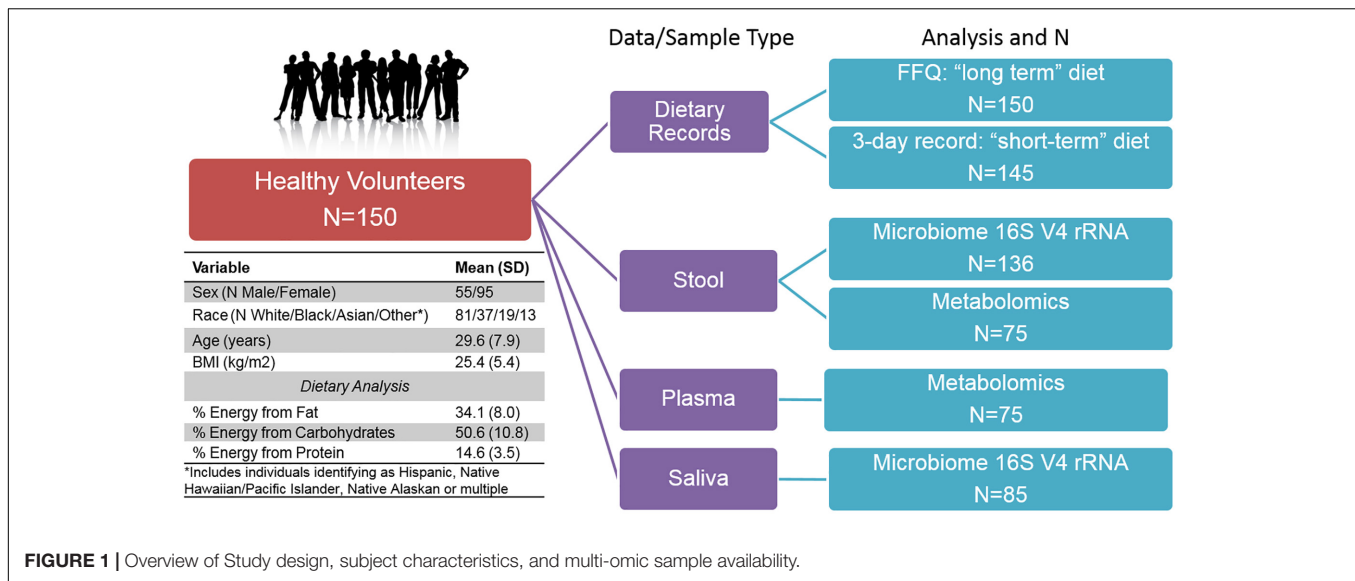 Data/Sample Type
Analysis and N
Healthy Volunteers
N=150
Variable Mean (SD)
Sex (N Male/Female) 55/95
Race (N White/Black/Asian/Other*) 81/37/19/13
Age (years) 29.6 (7.9)
BMI (kg/m2) 25.4 (5.4)
Dietary Analysis
% Energy from Fat 34.1 (8.0)
% Energy from Carbohydrates 50.6 (10.8)
% Energy from Protein 14.6 (3.5)
*Includes individuals identifying as Hispanic, Native
Hawaiian/Pacific Islander, Native Alaskan or multiple
Dietary
Records
FFQ: “long term” diet
N=150
3-day record: “short-term” diet
N=145
Stool
Microbiome 16S V4 rRNA
N=136
Metabolomics
N=75
Plasma
Metabolomics
N=75
Saliva
Microbiome 16S V4 rRNA
N=85
FIGURE 1 | Overview of Study design, subject characteristics, and multi-omic sample availability.